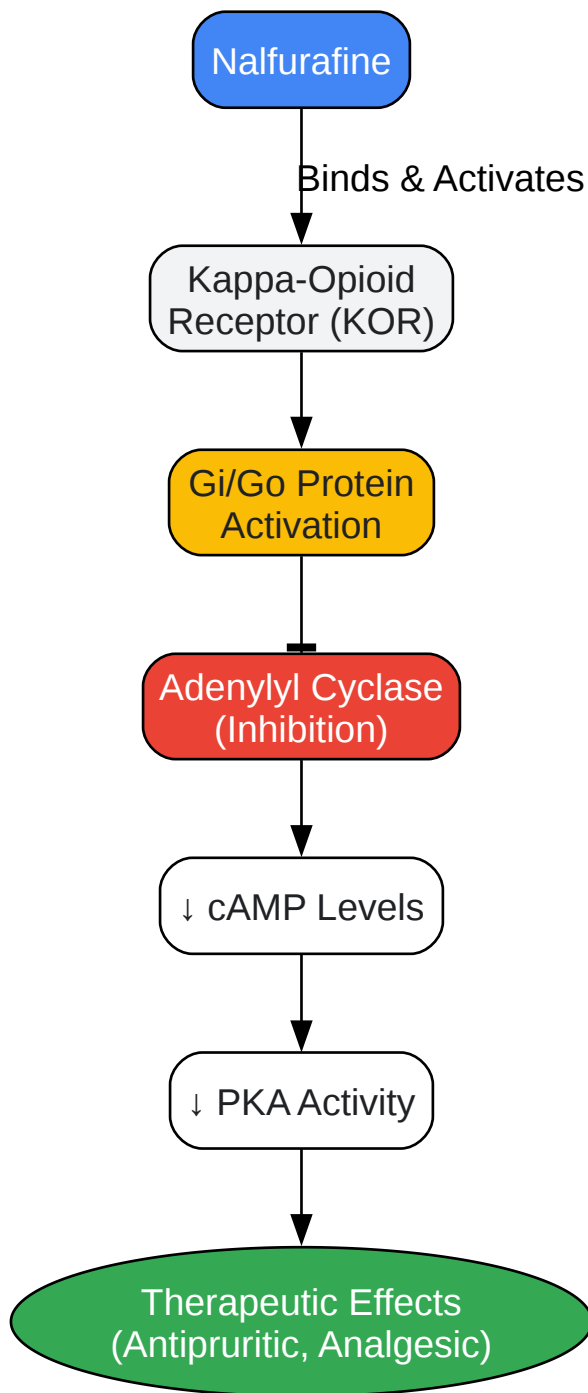 Nalfurafine
Binds & Activates
Kappa-Opioid
Receptor (KOR)
Gi/Go Protein
Activation
Adenylyl Cyclase
(Inhibition)
↓ cAMP Levels
↓ PKA Activity
Therapeutic Effects
(Antipruritic, Analgesic)